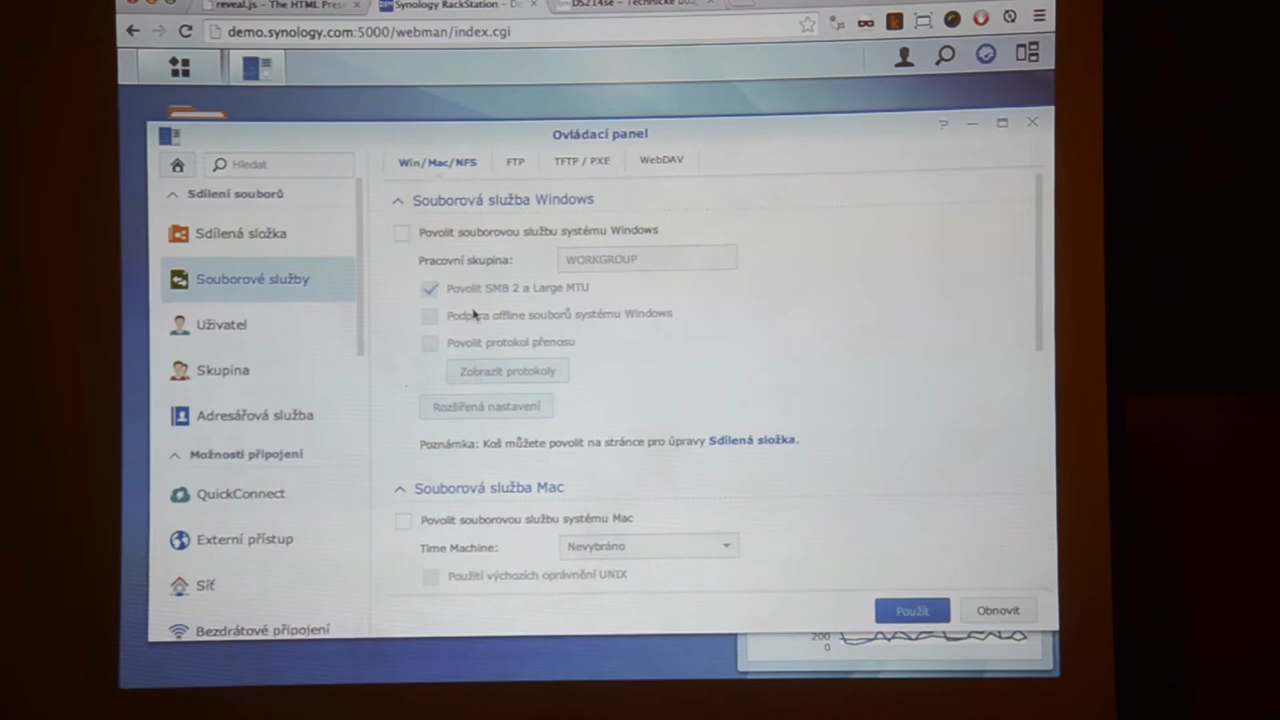 reveal.js – The HTML Pres
Synology RackStation - D
DS214se –
demo.synology.com:5000/webman/index.cgi
Ovládací panel
Hledat
Win/Mac/NFS FTP TFTP / PXE WebDAV
Sdílení souborů
Sdílená složka
Souborové služby
Uživatel
Skupina
Adresářová služba
Možnosti připojení
QuickConnect
Externí přístup
Síť
Bezdrátové připojení
Souborová služba Windows
Povolit souborovou službu systému Windows
Pracovní skupina: WORKGROUP
Povolit SMB 2 a Large MTU
Podpora offline souborů systému Windows
Povolit protokol přenosu
Zobrazit protokoly
Rozšířená nastavení
Poznámka: Koš můžete povolit na stránce pro úpravy Sdílená složka.
Souborová služba Mac
Povolit souborovou službu systému Mac
Time Machine: Nevybráno
Použití výchozích oprávnění UNIX
Použít Obnovit
200
0